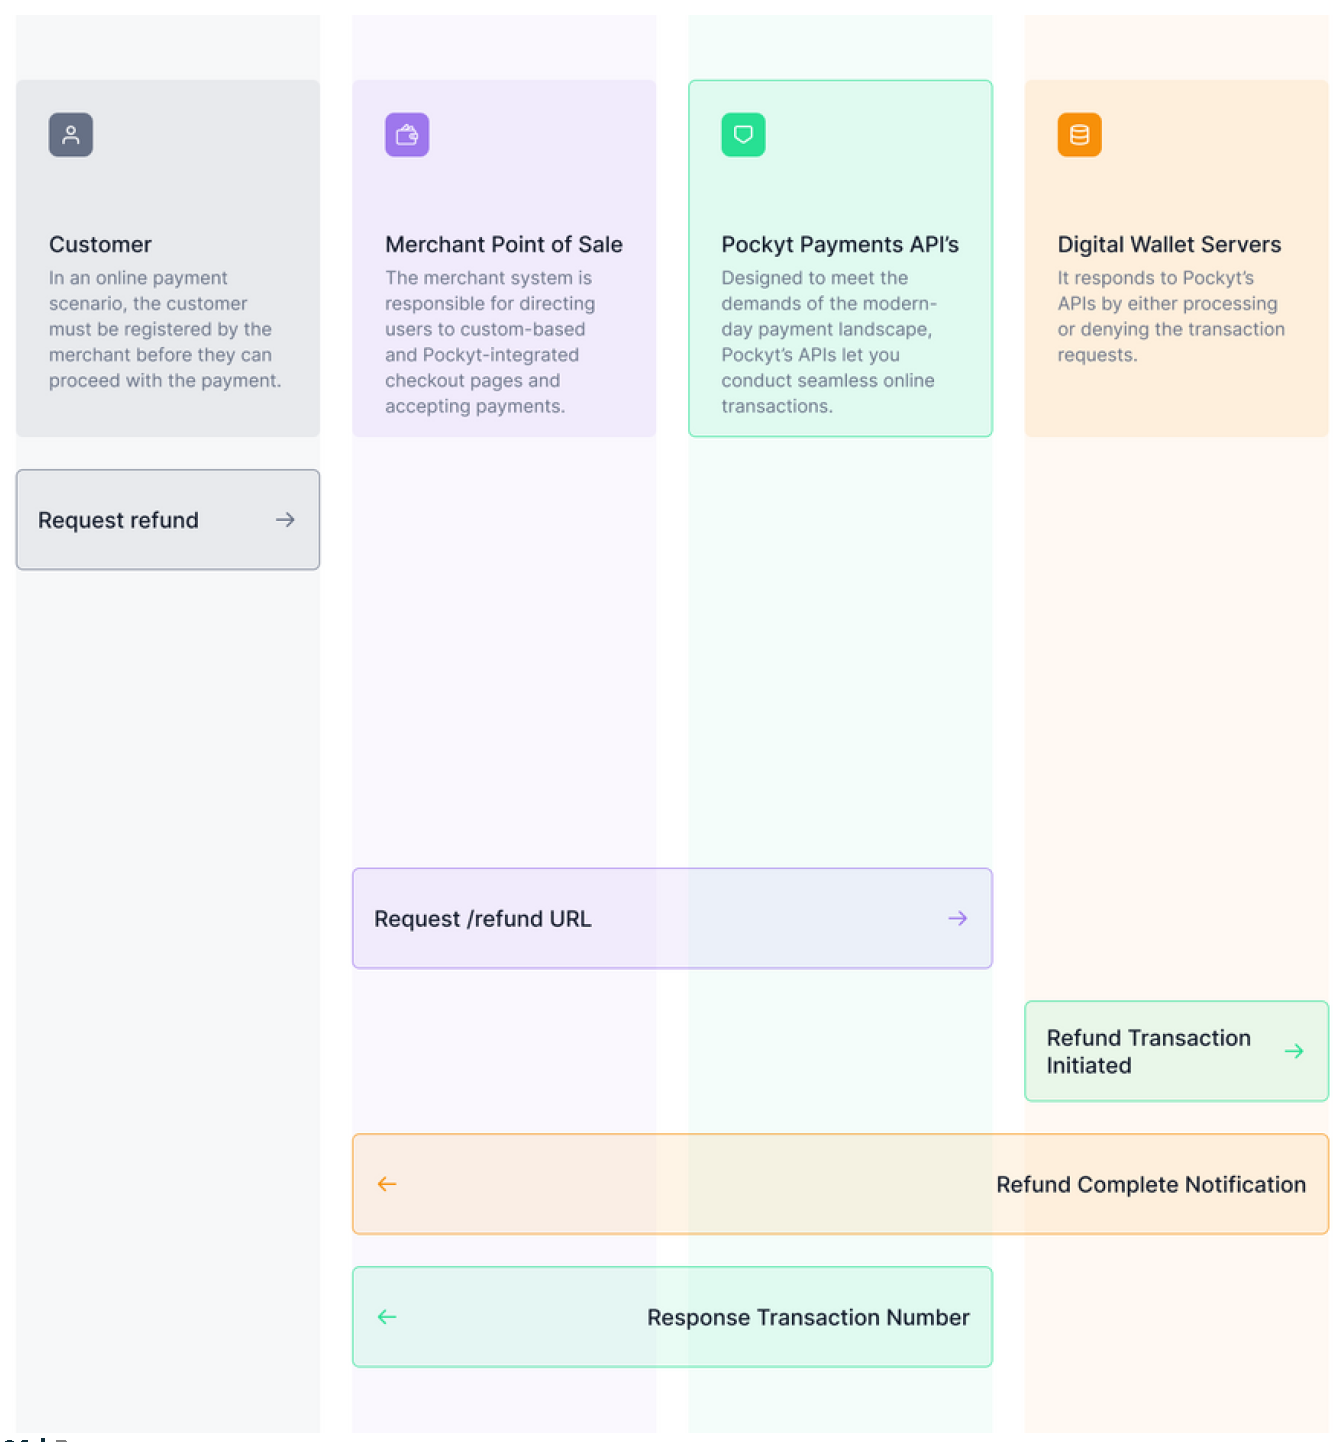 Customer
In an online payment
scenario, the customer
must be registered by the
merchant before they can
proceed with the payment.
Merchant Point of Sale
The merchant system is
responsible for directing
users to custom-based
and Pockyt-integrated
checkout pages and
accepting payments.
Pockyt Payments API’s
Designed to meet the
demands of the modern-
day payment landscape,
Pockyt’s APIs let you
conduct seamless online
transactions.
Digital Wallet Servers
It responds to Pockyt’s
APIs by either processing
or denying the transaction
requests.
Request refund
Request /refund URL
Refund Transaction
Initiated
Refund Complete Notification
Response Transaction Number